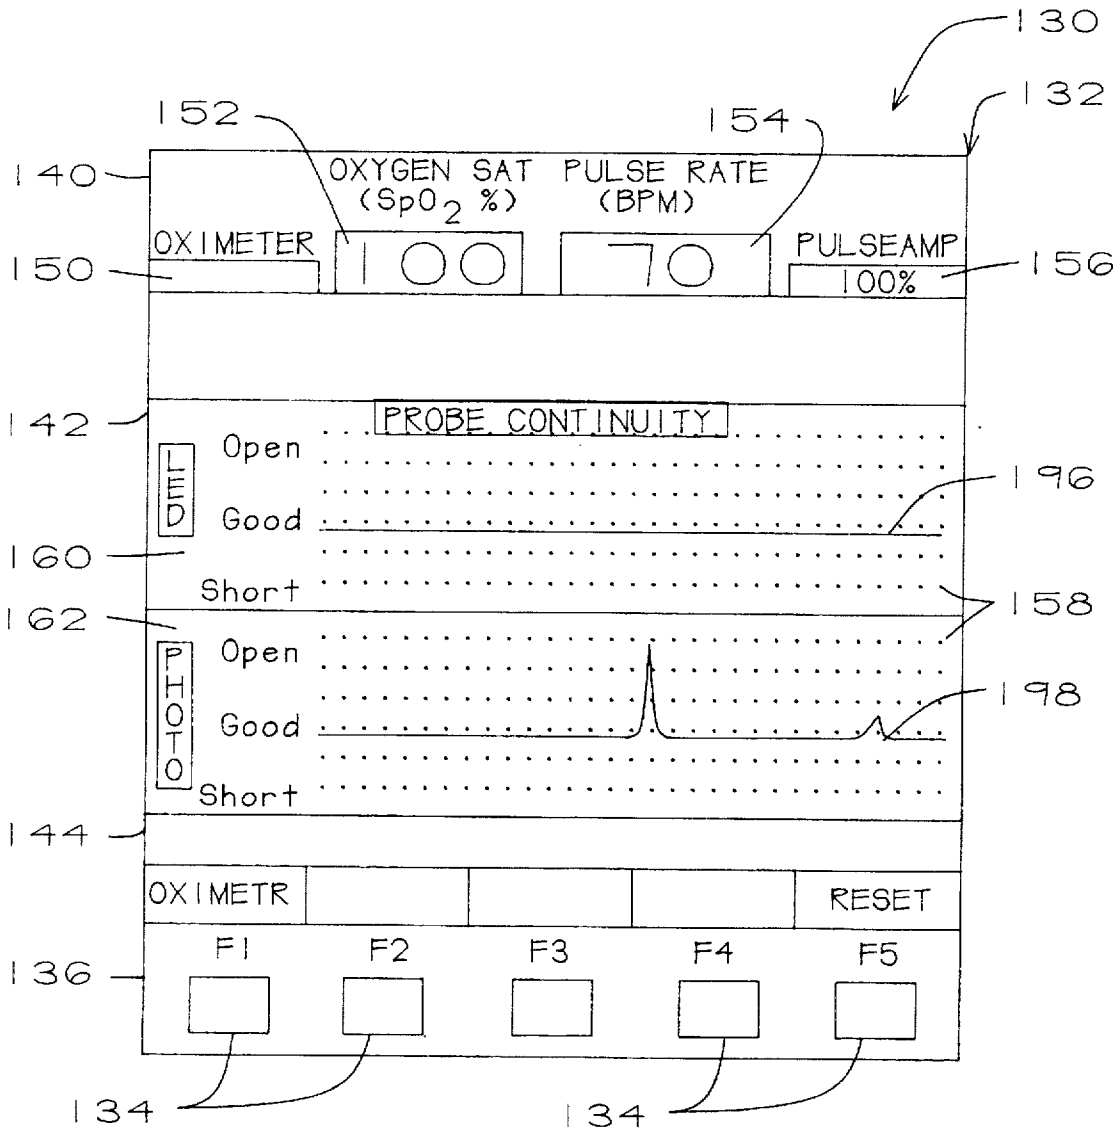 130
132
152
154
140
OXYGEN SAT PULSE RATE
(SpO2 %) (BPM)
OXIMETER
100
70
PULSEAMP
150
100%
156
142
PROBE CONTINUITY
Open
LED
196
Good
160
Short
158
162
Open
PHOTO
198
Good
Short
144
OXIMETR
RESET
F1 F2 F3 F4 F5
136
134
134